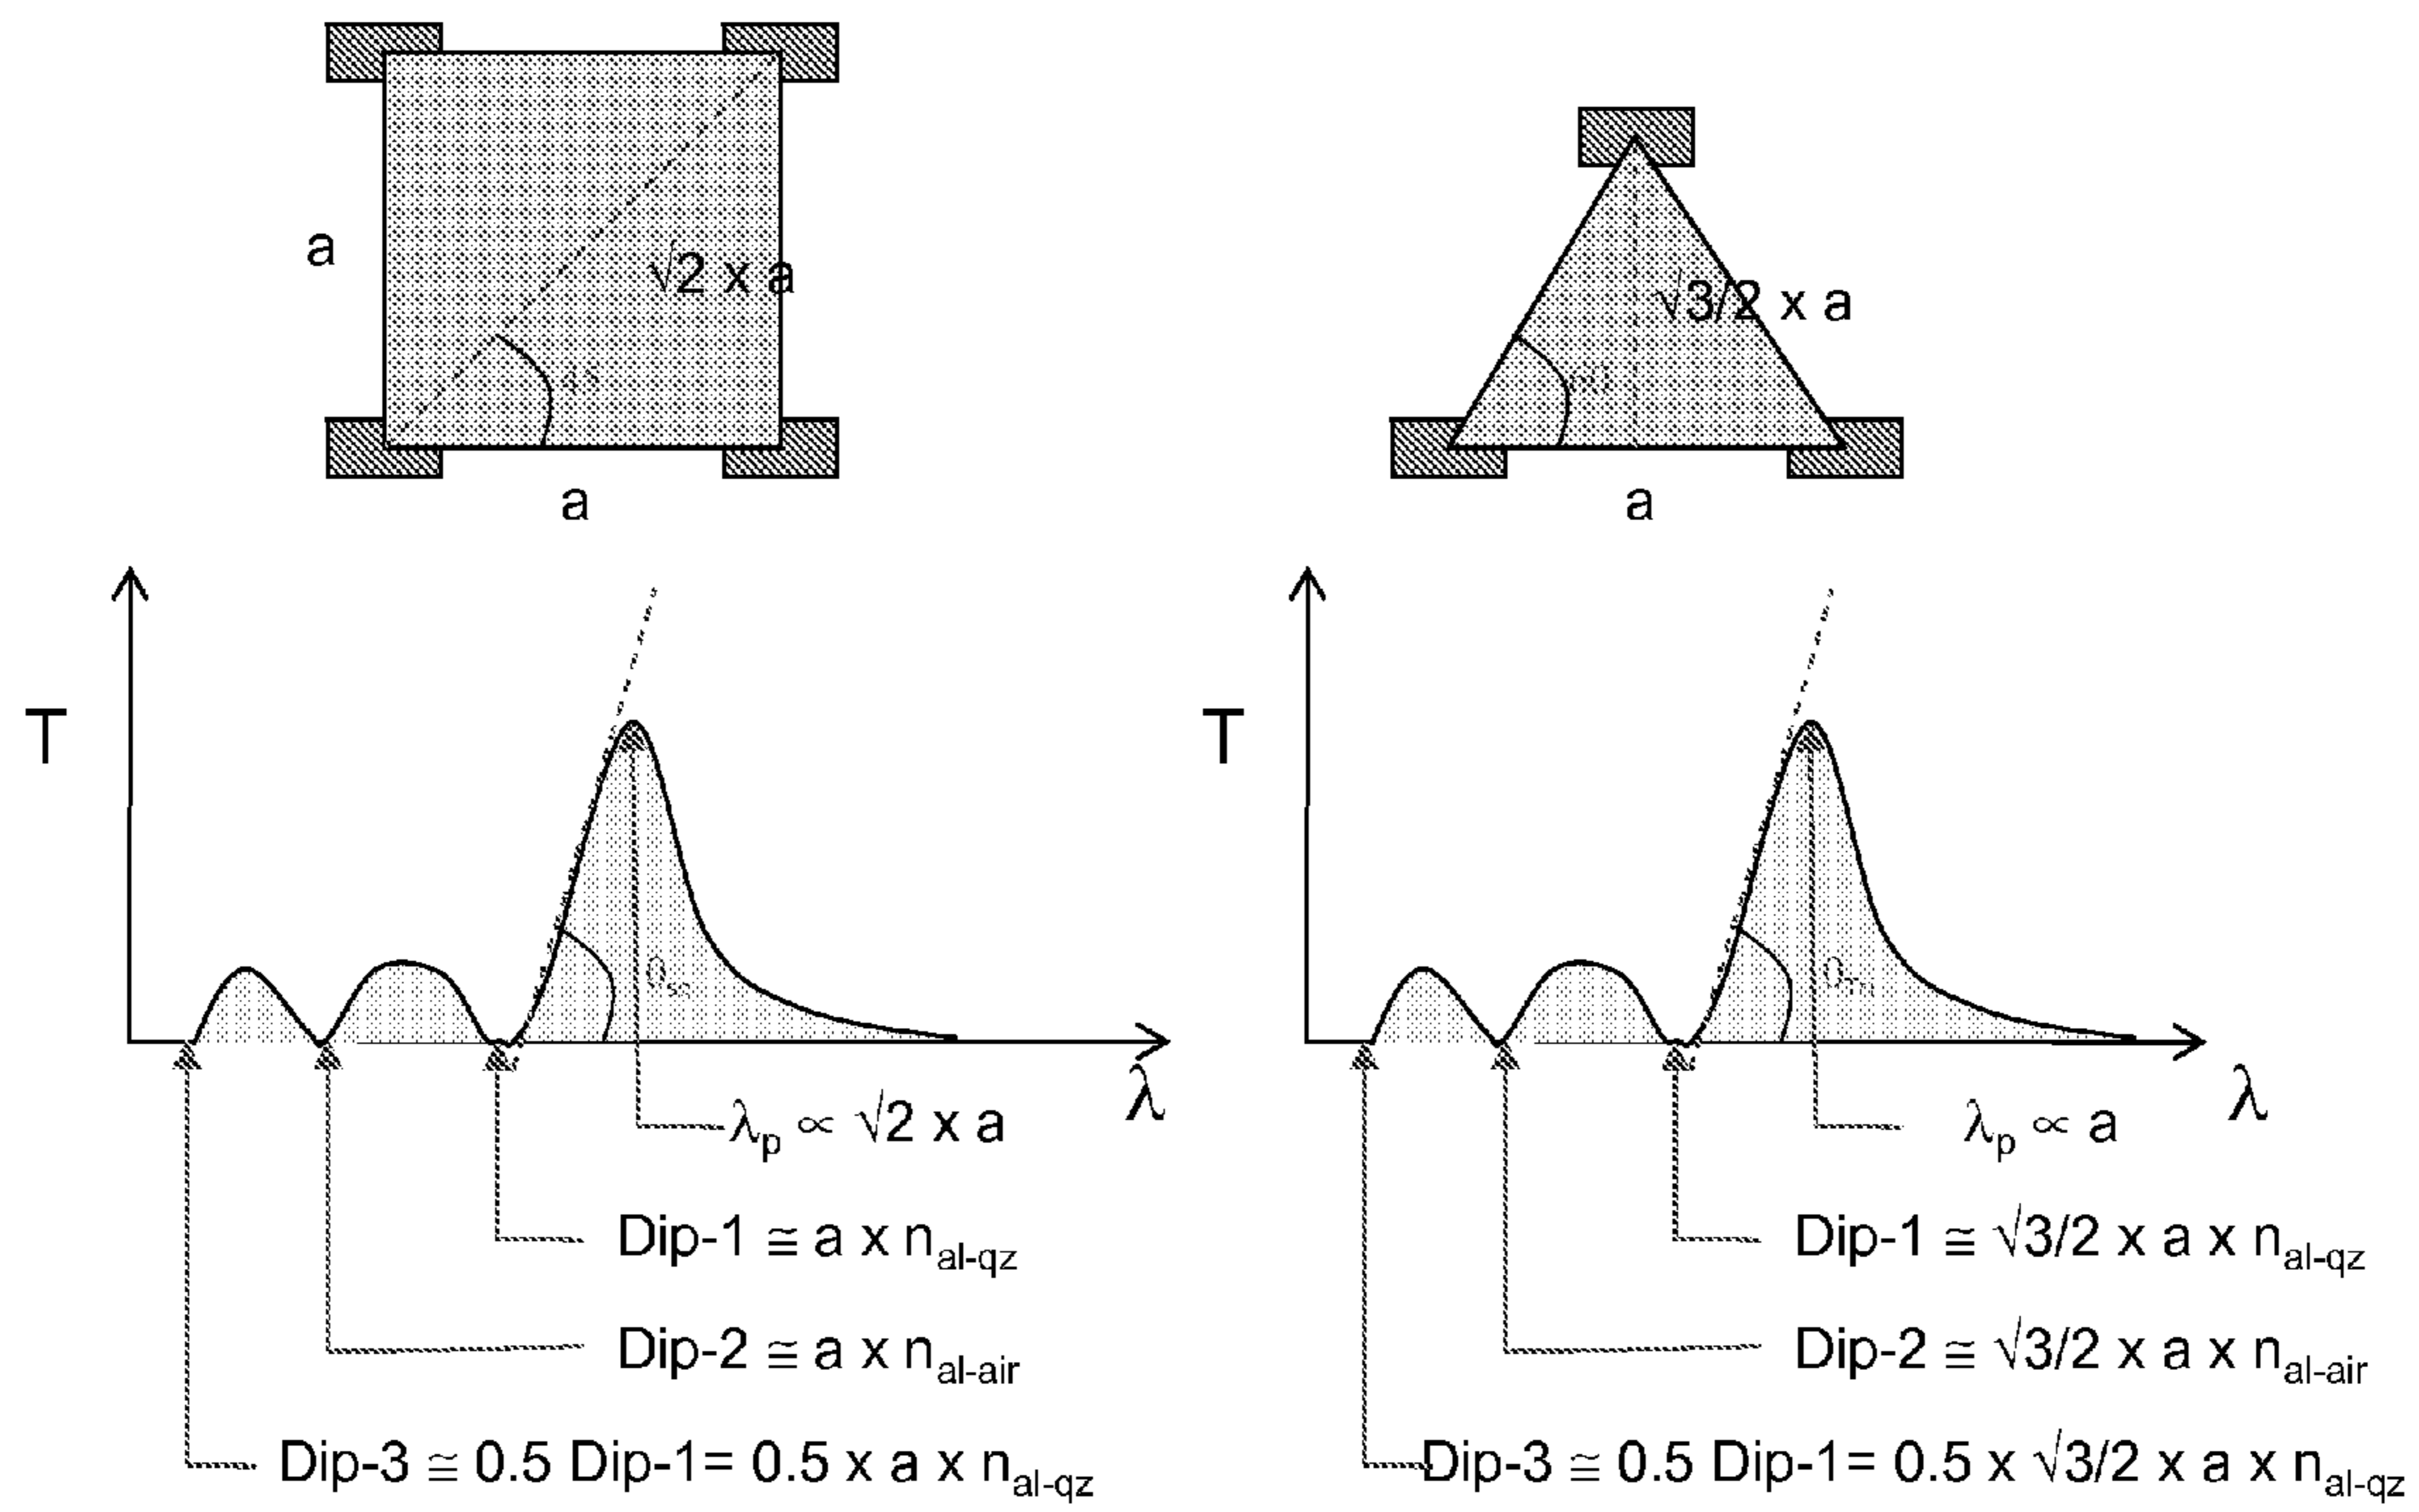 a
√2 x a
45
a
√3/2 x a
60
a
T
λ
λp ∝ √2 x a
Dip-1 ≅ a x nal-qz
Dip-2 ≅ a x nal-air
Dip-3 ≅ 0.5 Dip-1= 0.5 x a x nal-qz
T
λ
λp ∝ a
Dip-1 ≅ √3/2 x a x nal-qz
Dip-2 ≅ √3/2 x a x nal-air
Dip-3 ≅ 0.5 Dip-1= 0.5 x √3/2 x a x nal-qz